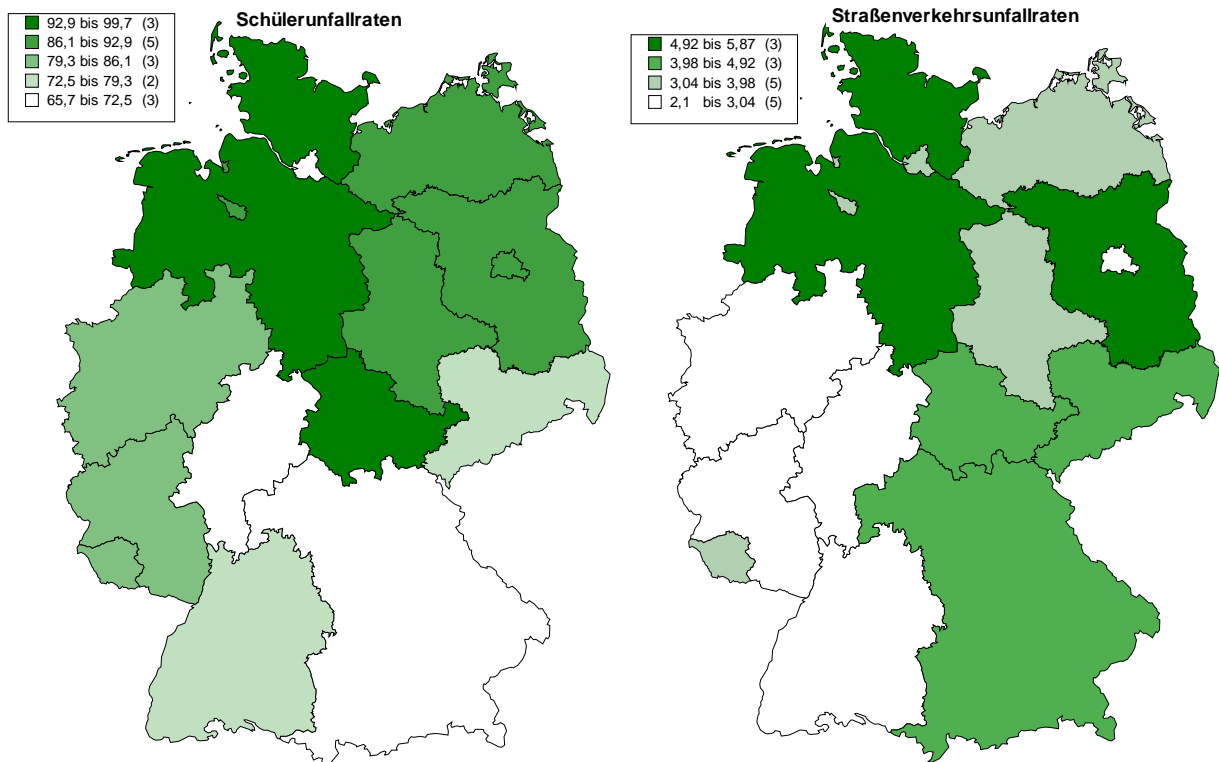 Schülerunfallraten
92,9 bis 99,7 (3)
86,1 bis 92,9 (5)
79,3 bis 86,1 (3)
72,5 bis 79,3 (2)
65,7 bis 72,5 (3)
Straßenverkehrsunfallraten
4,92 bis 5,87 (3)
3,98 bis 4,92 (3)
3,04 bis 3,98 (5)
2,1 bis 3,04 (5)